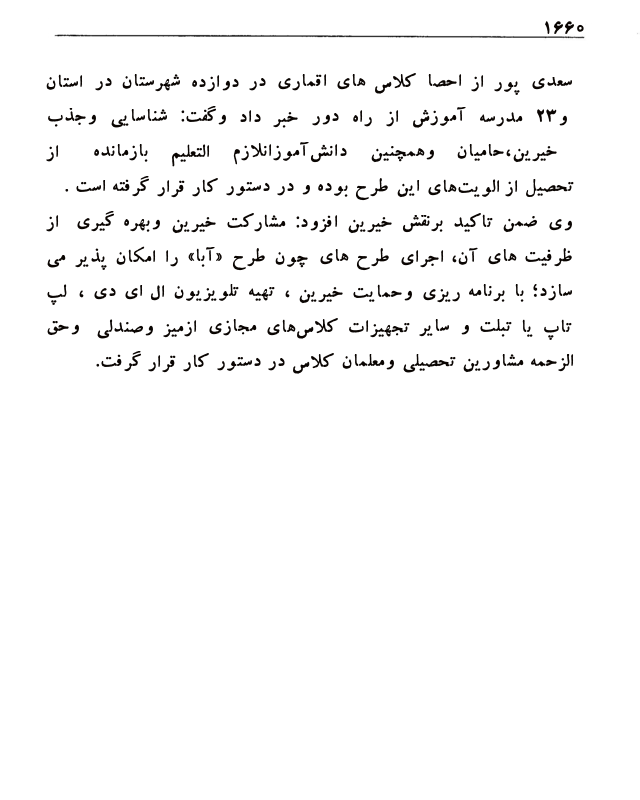 ۱۶۶۰
سعدی پور از احصا کلاس های اقماری در دوازده شهرستان در استان
و۲۳ مدرسه آموزش از راه دور خبر داد وگفت: شناسایی وجذب
خیرین،حامیان وهمچنین دانش‌آموزانلازم التعلیم بازمانده از
تحصیل از الویت‌های این طرح بوده و در دستور کار قرار گرفته است .
وی ضمن تاکید برنقش خیرین افزود: مشارکت خیرین وبهره گیری از
ظرفیت های آن، اجرای طرح های چون طرح «آبا» را امکان پذیر می
سازد؛ با برنامه ریزی وحمایت خیرین ، تهیه تلویزیون ال ای دی ، لپ
تاپ یا تبلت و سایر تجهیزات کلاس‌های مجازی ازمیز وصندلی وحق
الزحمه مشاورین تحصیلی ومعلمان کلاس در دستور کار قرار گرفت.